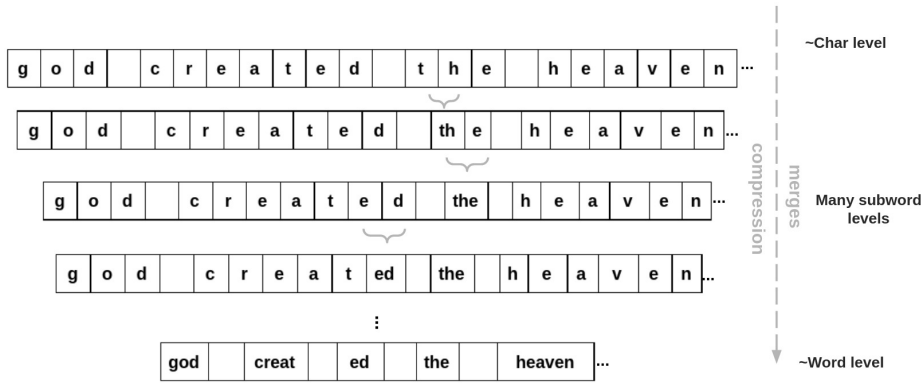 ~Char level
g o d c r e a t e d t h e h e a v e n ...
g o d c r e a t e d th e h e a v e n ...
compression
merges
g o d c r e a t e d the h e a v e n ...
Many subword
levels
g o d c r e a t ed the h e a v e n ...
...
god creat ed the heaven ...
~Word level